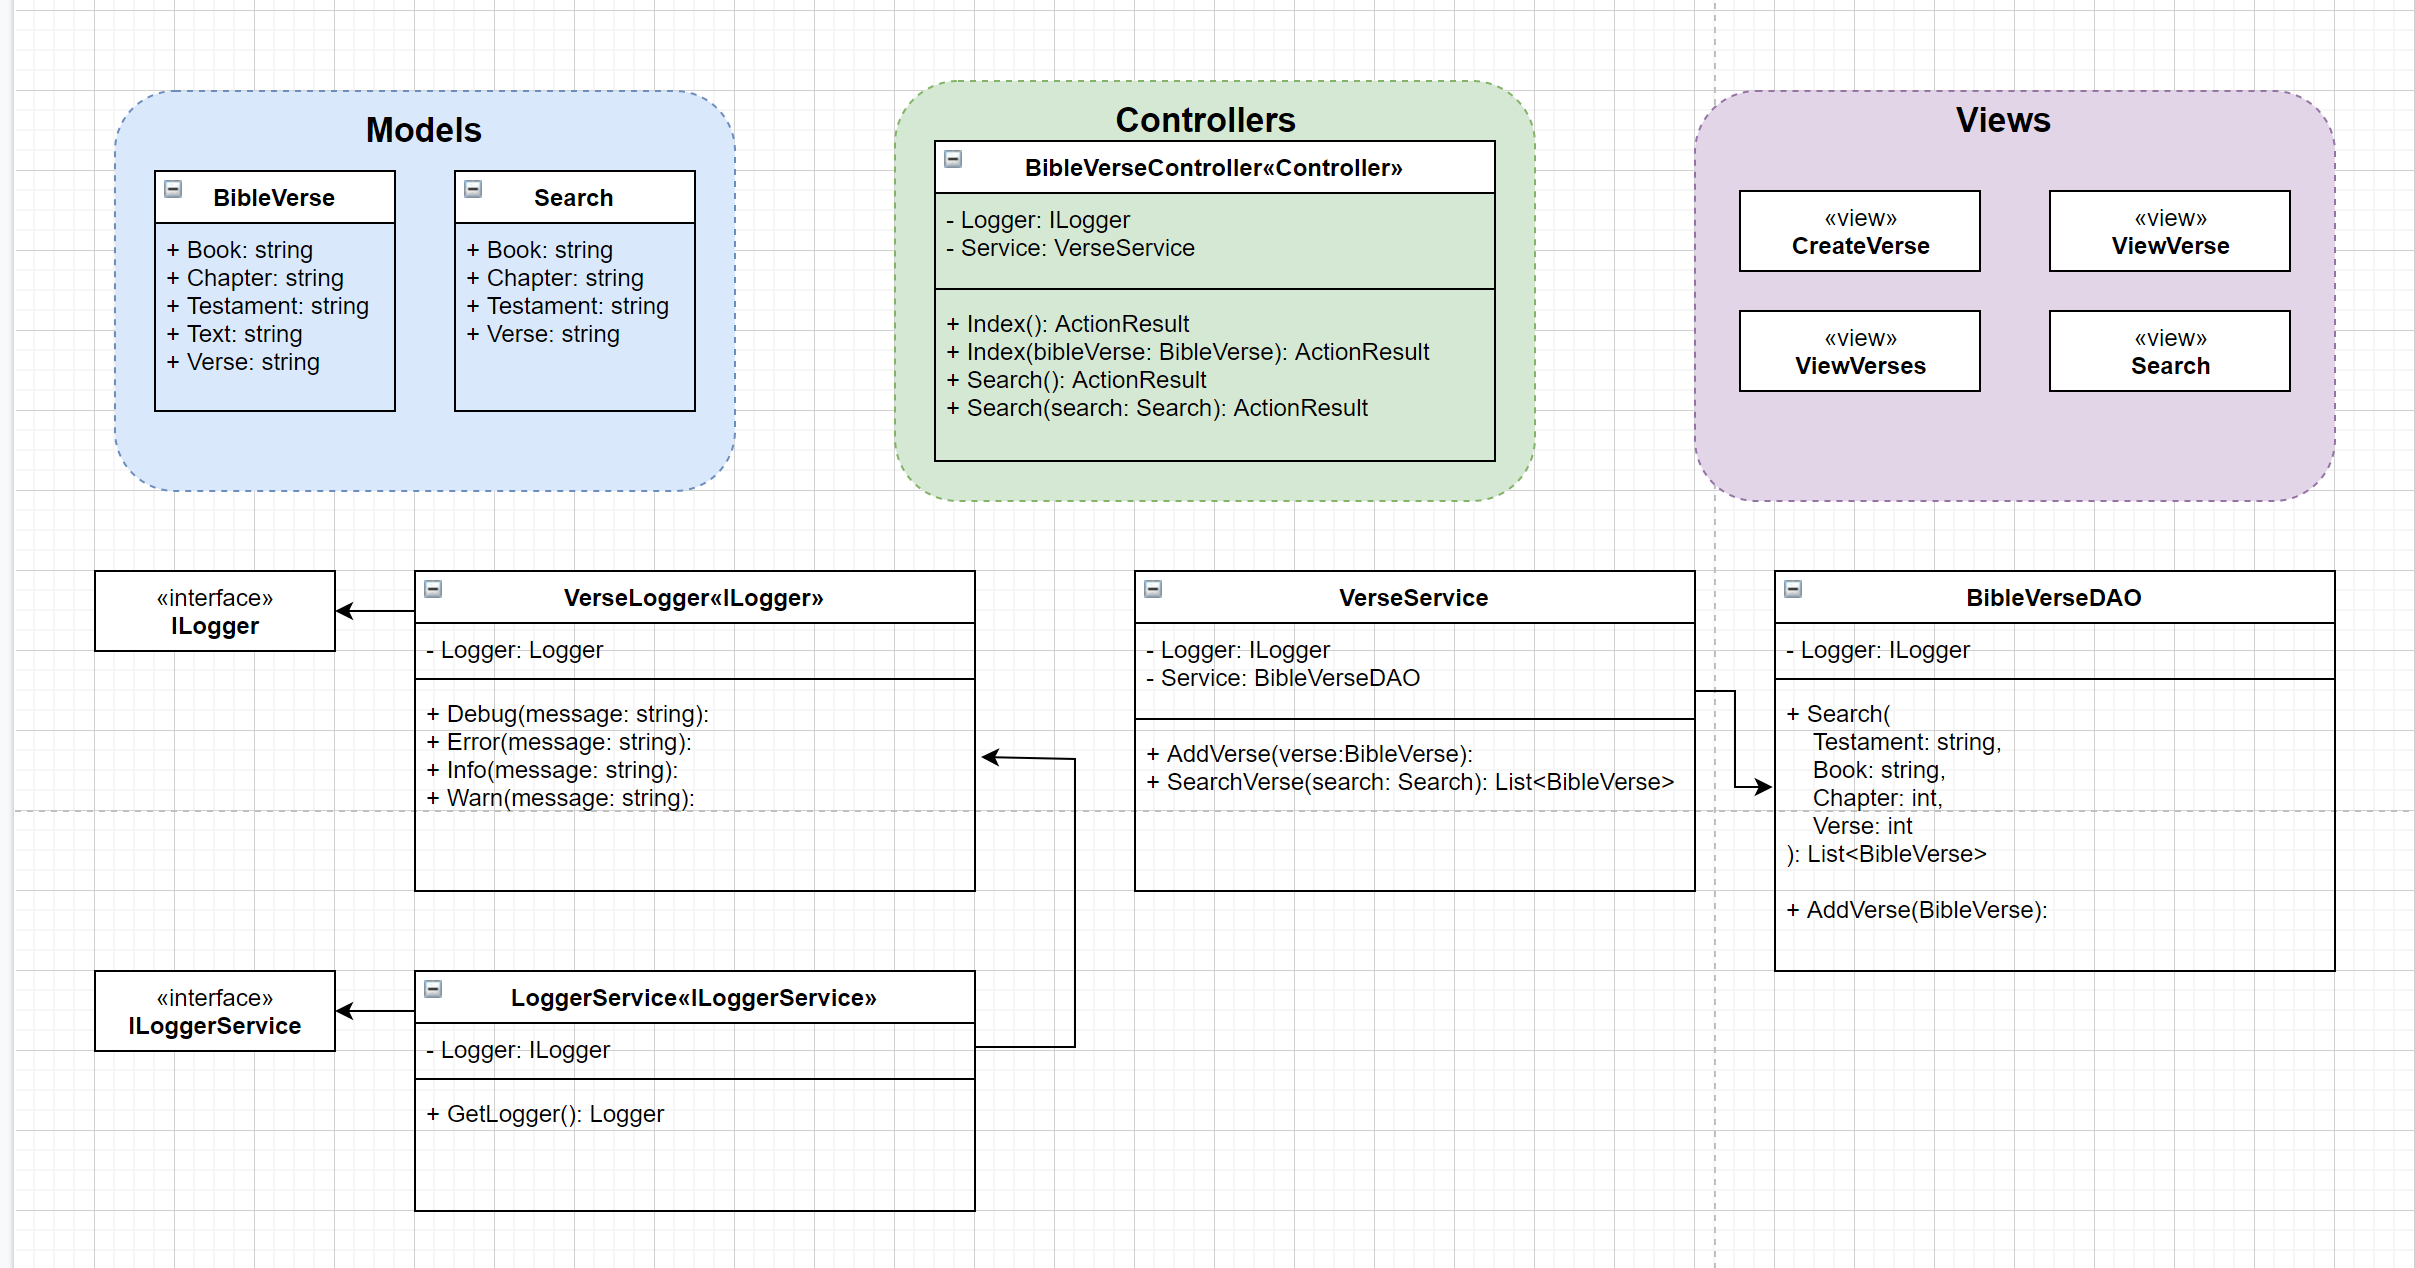 Models
BibleVerse
+ Book: string
+ Chapter: string
+ Testament: string
+ Text: string
+ Verse: string
Search
+ Book: string
+ Chapter: string
+ Testament: string
+ Verse: string
Controllers
BibleVerseController«Controller»
- Logger: ILogger
- Service: VerseService
+ Index(): ActionResult
+ Index(bibleVerse: BibleVerse): ActionResult
+ Search(): ActionResult
+ Search(search: Search): ActionResult
Views
«view»
CreateVerse
«view»
ViewVerse
«view»
ViewVerses
«view»
Search
«interface»
ILogger
VerseLogger«ILogger»
- Logger: Logger
+ Debug(message: string):
+ Error(message: string):
+ Info(message: string):
+ Warn(message: string):
VerseService
- Logger: ILogger
- Service: BibleVerseDAO
+ AddVerse(verse:BibleVerse):
+ SearchVerse(search: Search): List<BibleVerse>
BibleVerseDAO
- Logger: ILogger
+ Search(
Testament: string,
Book: string,
Chapter: int,
Verse: int
): List<BibleVerse>
+ AddVerse(BibleVerse):
«interface»
ILoggerService
LoggerService«ILoggerService»
- Logger: ILogger
+ GetLogger(): Logger